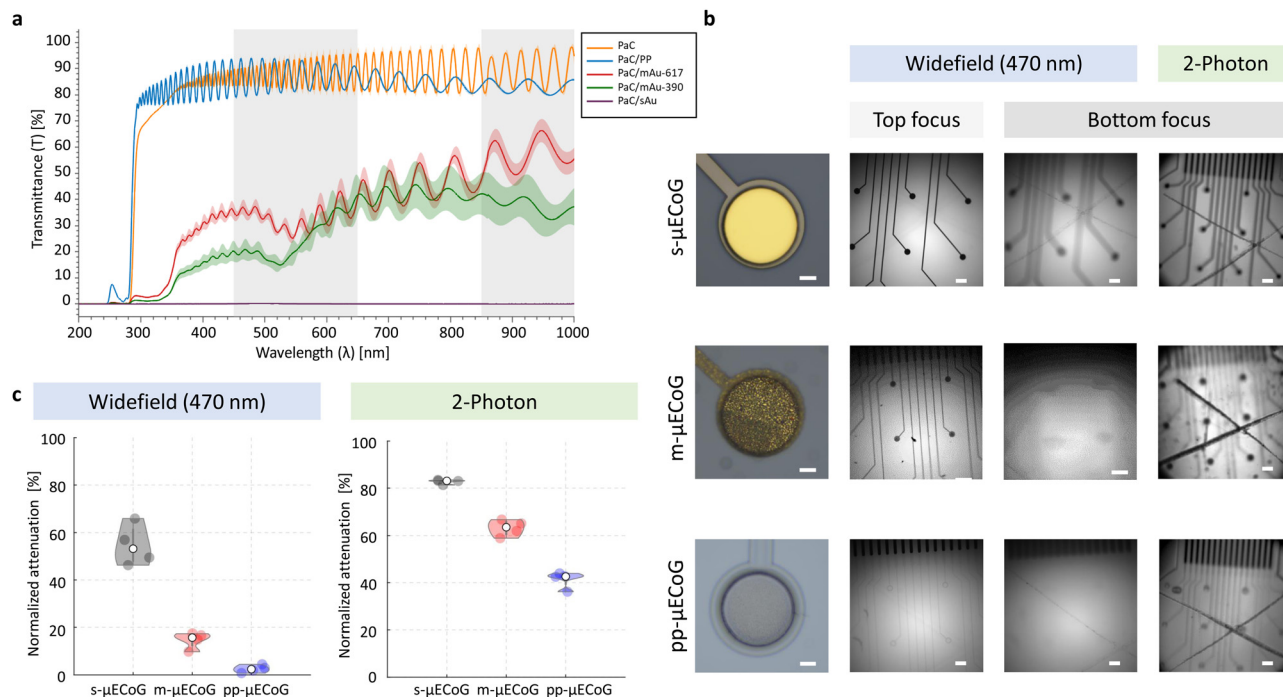 a
100
90
80
70
60
50
40
30
20
10
0
Transmittance (T) [%]
200 300 400 500 600 700 800 900 1000
Wavelength (λ) [nm]
PaC
PaC/PP
PaC/mAu-617
PaC/mAu-390
PaC/sAu
b
Widefield (470 nm)
2-Photon
Top focus
Bottom focus
s-μECoG
m-μECoG
pp-μECoG
c
Widefield (470 nm)
2-Photon
Normalized attenuation [%]
100
80
60
40
20
0
s-μECoG m-μECoG pp-μECoG
Normalized attenuation [%]
100
80
60
40
20
0
s-μECoG m-μECoG pp-μECoG